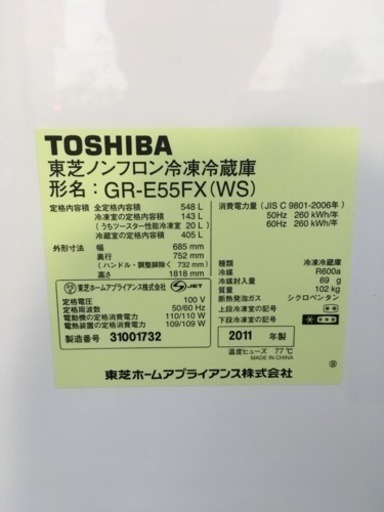 TOSHIBA
東芝ノンフロン冷凍冷蔵庫
形名：GR-E55FX(WS)
定格内容積 全定格内容積 548 L
冷凍室の定格内容積 143 L
(うちツースター性能冷凍室 20 L)
冷蔵室の定格内容積 405 L
外形寸法 幅 685 mm
奥行 752 mm
(ハンドル・調整脚除く 732 mm)
高さ 1818 mm
東芝ホームアプライアンス株式会社 S JET
定格電圧 100 V
定格周波数 50/60 Hz
電動機の定格消費電力 110/110 W
電熱装置の定格消費電力 109/109 W
製造番号 31001732
消費電力量 (JIS C 9801-2006年)
50Hz 260 kWh/年
60Hz 260 kWh/年
種類 冷凍冷蔵庫
冷媒 R600a
冷媒封入量 69 g
質量 102 kg
断熱発泡ガス シクロペンタン
上段冷凍室の記号
下段冷凍室の記号
2011 年製
温度ヒューズ 77℃
MADE IN CHINA
Ⓑ
東芝ホームアプライアンス株式会社